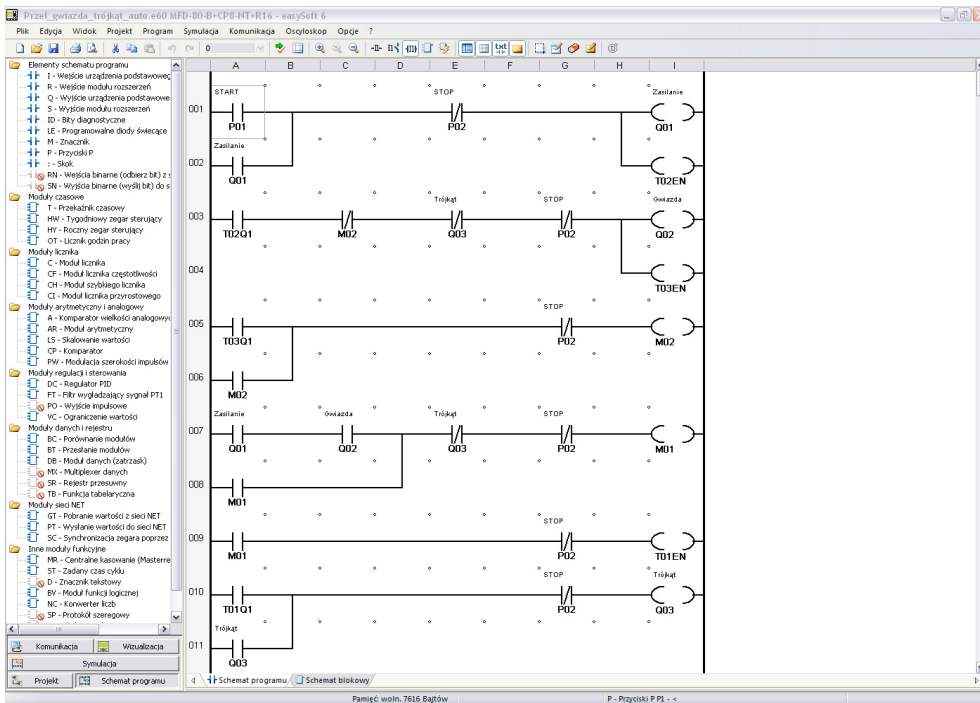 Przeł_gwiazda_trójkąt_auto.e60 MFD-80-B+CP8-NT+R16 - easySoft 6
Plik Edycja Widok Projekt Program Symulacja Komunikacja Oscyloskop Opcje ?
0
Elementy schematu programu
I - Wejście urządzenia podstawoweg
R - Wejście modułu rozszerzeń
Q - Wyjście urządzenia podstawowe
S - Wyjście modułu rozszerzeń
ID - Bity diagnostyczne
LE - Programowalne diody świecące
M - Znacznik
P - Przyciski P
: - Skok
RN - Wejścia binarne (odbierz bit) z s
SN - Wyjścia binarne (wyślij bit) do s
Moduły czasowe
T - Przekaźnik czasowy
HW - Tygodniowy zegar sterujący
HY - Roczny zegar sterujący
OT - Licznik godzin pracy
Moduły licznika
C - Moduł licznika
CF - Moduł licznika częstotliwości
CH - Moduł szybkiego licznika
CI - Moduł licznika przyrostowego
Moduły arytmetyczny i analogowy
A - Komparator wielkości analogowyc
AR - Moduł arytmetyczny
LS - Skalowanie wartości
CP - Komparator
PW - Modulacja szerokości impulsów
Moduły regulacji i sterowania
DC - Regulator PID
FT - Filtr wygładzający sygnał PT1
PO - Wyjście impulsowe
VC - Ograniczenie wartości
Moduły danych i rejestru
BC - Porównanie modułów
BT - Przesłanie modułów
DB - Moduł danych (zatrzask)
MX - Multiplexer danych
SR - Rejestr przesuwny
TB - Funkcja tabelaryczna
Moduły sieci NET
GT - Pobranie wartości z sieci NET
PT - Wysłanie wartości do sieci NET
SC - Synchronizacja zegara poprzez
Inne moduły funkcyjne
MR - Centralne kasowanie (Masterre
ST - Zadany czas cyklu
D - Znacznik tekstowy
BV - Moduł funkcji logicznej
NC - Konwerter liczb
SP - Protokół szeregowy
Komunikacja Wizualizacja
Symulacja
Projekt Schemat programu
A B C D E F G H I
START STOP Zasilanie
001 P01 P02 Q01
Zasilanie
002 Q01 T02EN
Trójkąt STOP Gwiazda
003 T02Q1 M02 Q03 P02 Q02
004 T03EN
STOP
005 T03Q1 P02 M02
006 M02
Zasilanie Gwiazda Trójkąt STOP
007 Q01 Q02 Q03 P02 M01
008 M01
STOP
009 M01 P02 T01EN
STOP Trójkąt
010 T01Q1 P02 Q03
Trójkąt
011 Q03
Schemat programu Schemat blokowy
Pamięć: woln. 7616 Bajtów P - Przyciski P P1 - <